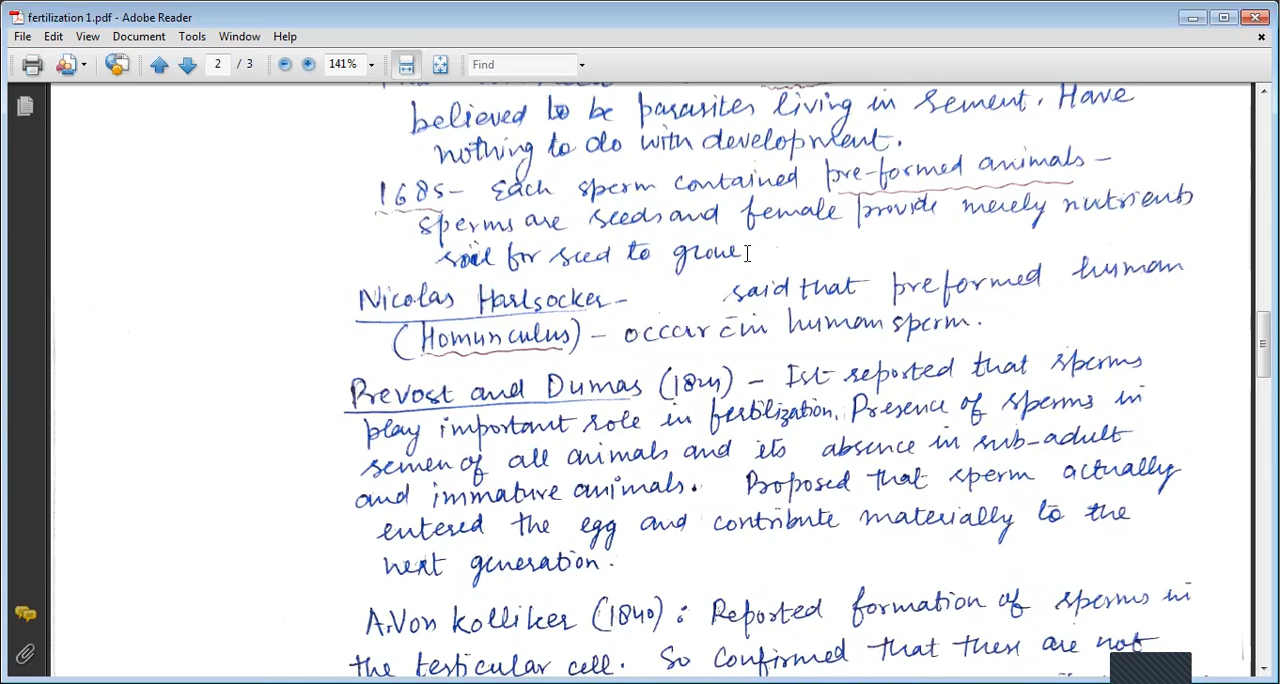 fertilization 1.pdf - Adobe Reader
File Edit View Document Tools Window Help
2 / 3 141% Find
believed to be parasites living in sement. Have
nothing to do with development.
1685- Each sperm contained pre-formed animals -
sperms are seeds and female provide merely nutrients
soil for seed to grow
Nicolas Hartsocker- said that preformed human
(Homunculus) - occcur in human sperm.
Prevost and Dumas (1824) - Ist reported that sperms
play important role in fertilization. Presence of sperms in
semen of all animals and its absence in sub-adult
and immature animals. Proposed that sperm actually
entered the egg and contribute materially to the
next generation.
A.Von Kolliker (1840): Reported formation of sperms in
the testicular cell. So confirmed that there are not